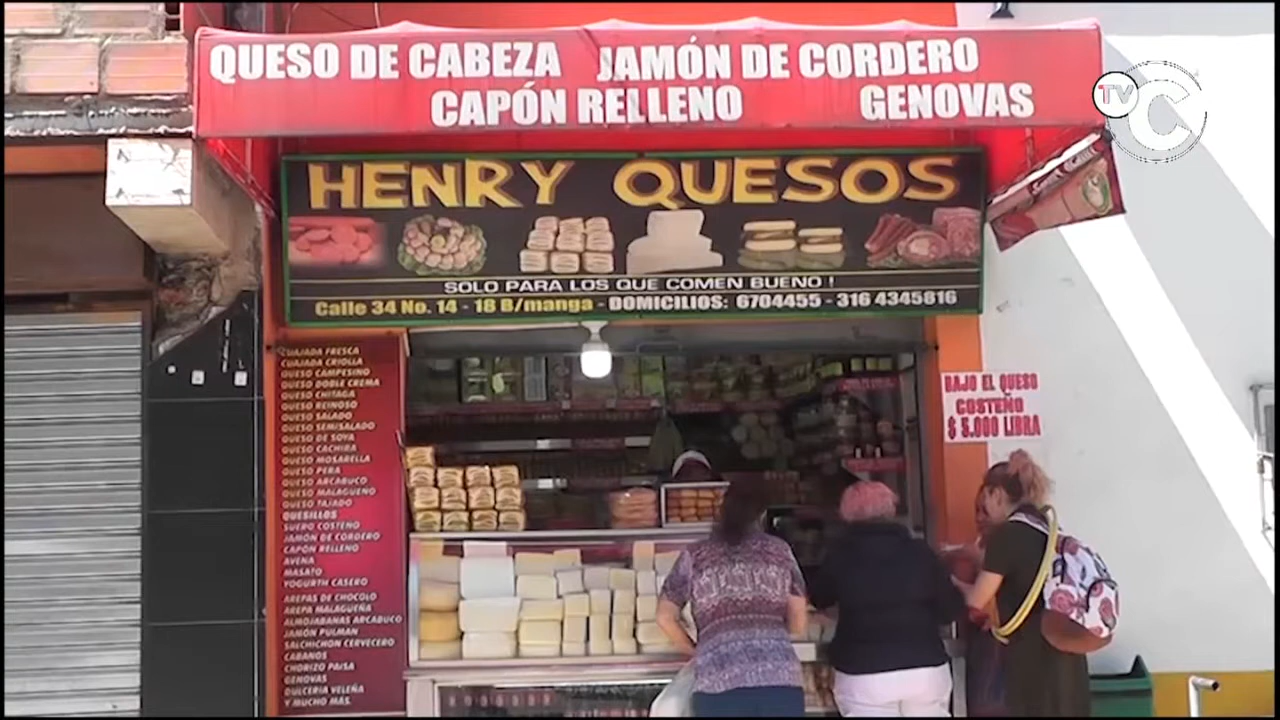 QUESO DE CABEZA JAMÓN DE CORDERO
CAPÓN RELLENO GENOVAS
TV C
HENRY QUESOS
SOLO PARA LOS QUE COMEN BUENO !
Calle 34 No. 14 - 18 B/manga - DOMICILIOS: 6704455 - 316 4345816
CUAJADA FRESCA
CUAJADA CRIOLLA
QUESO CAMPESINO
QUESO DOBLE CREMA
QUESO CHITAGA
QUESO REINOSO
QUESO SALADO
QUESO SEMISALADO
QUESO DE SOYA
QUESO CACHIRA
QUESO MOSARELLA
QUESO PERA
QUESO ARCABUCO
QUESO MALAGUEÑO
QUESO TAJADO
QUESILLOS
SUERO COSTEÑO
JAMÓN DE CORDERO
CAPÓN RELLENO
AVENA
MASATO
YOGURTH CASERO
AREPAS DE CHOCOLO
AREPA MALAGUEÑA
ALMOJABANAS ARCABUCO
JAMÓN PULMAN
SALCHICHON CERVECERO
CABANOS
CHORIZO PAISA
GENOVAS
DULCERIA VELEÑA
Y MUCHO MÁS.
BAJO EL QUESO
COSTEÑO
$ 5.000 LIBRA